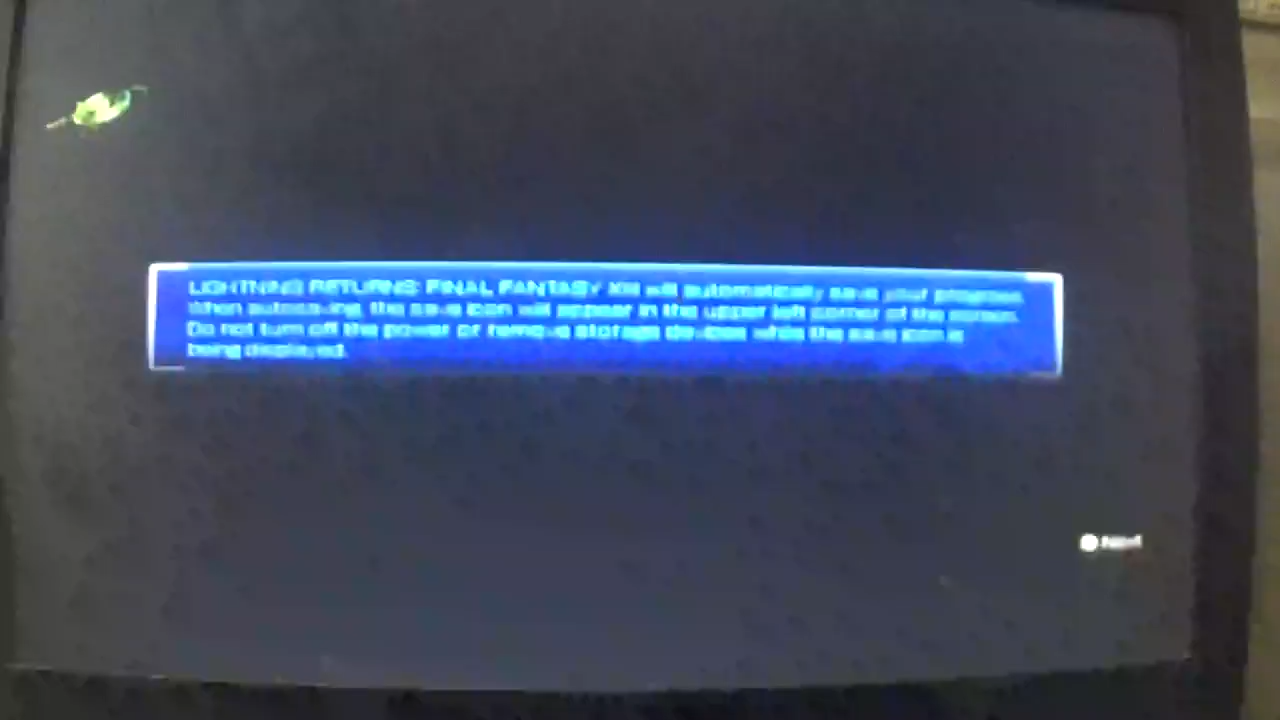 LIGHTNING RETURNS: FINAL FANTASY XIII will automatically save your progress.
When autosaving, the save icon will appear in the upper left corner of the screen.
Do not turn off the power or remove storage devices while the save icon is
being displayed.
Next